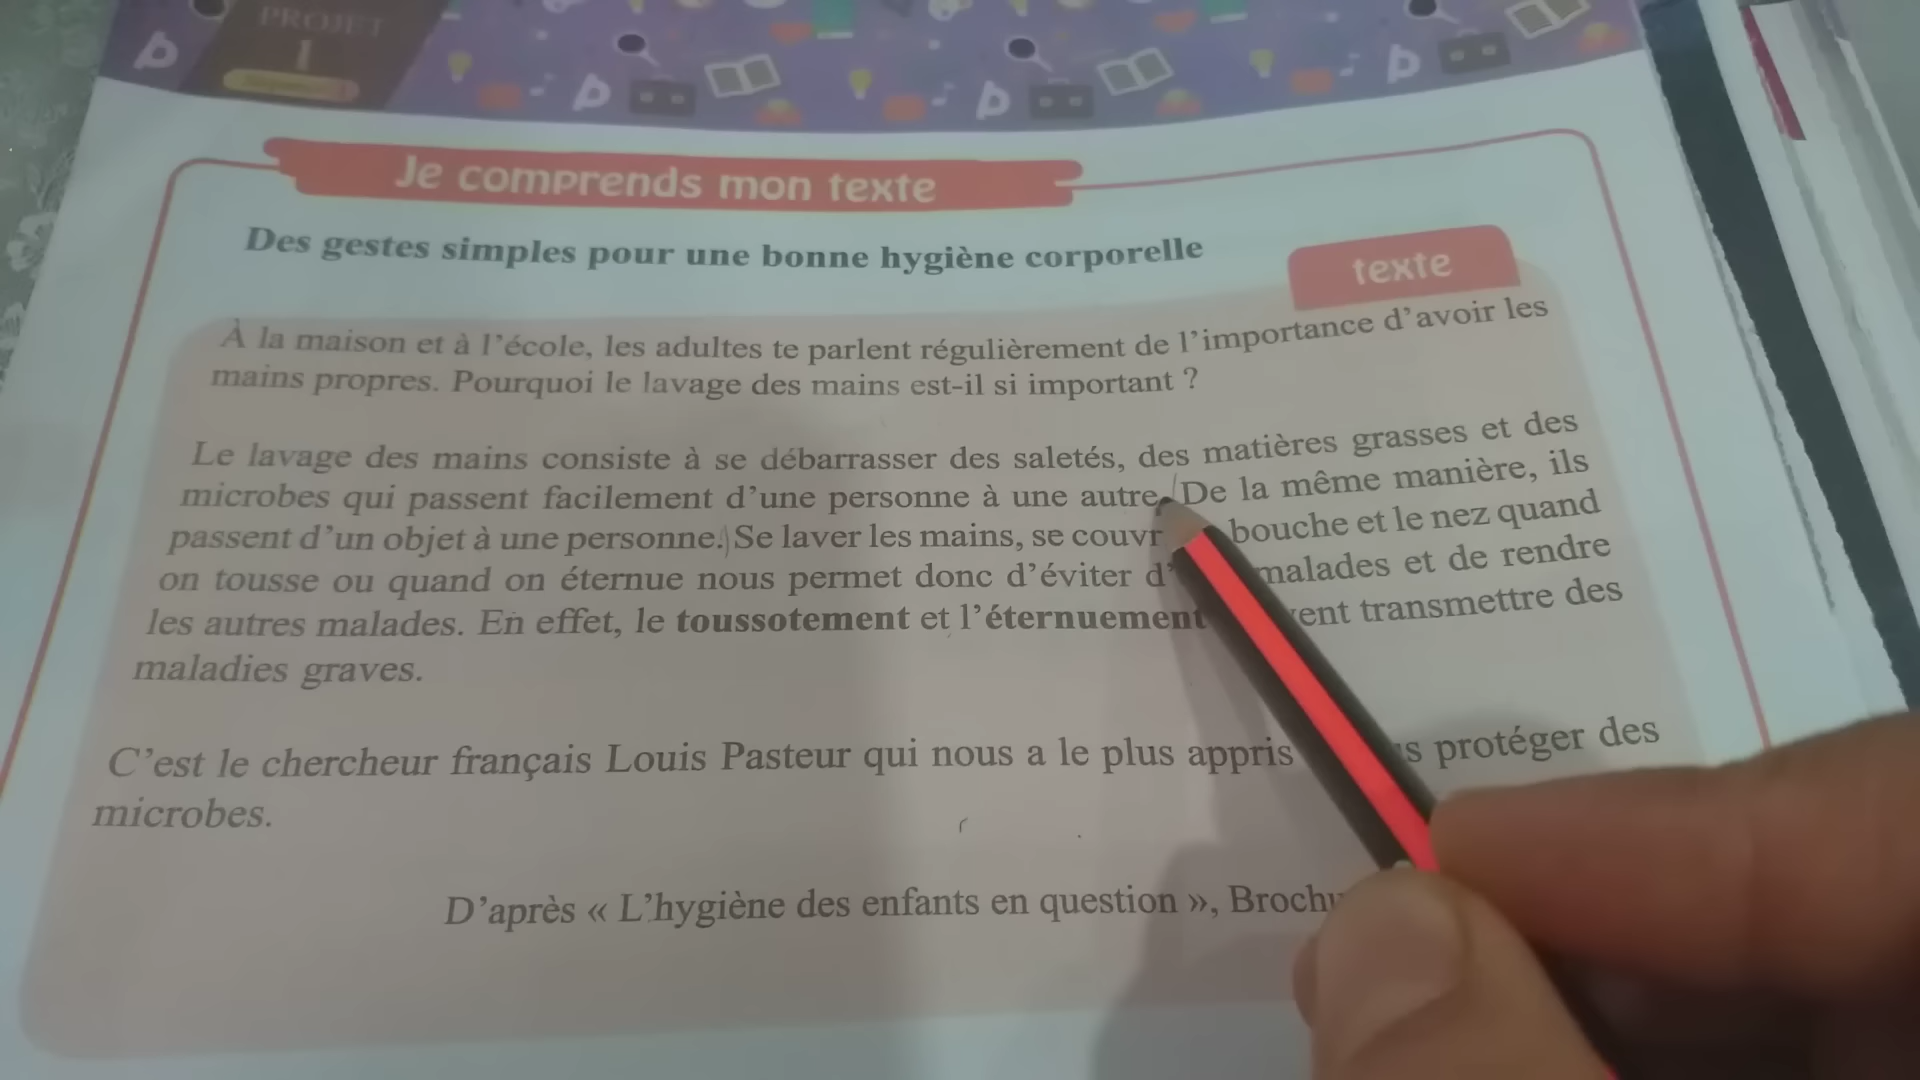 PROJET
1
Je comprends mon texte
Des gestes simples pour une bonne hygiène corporelle
texte
À la maison et à l'école, les adultes te parlent régulièrement de l'importance d'avoir les
mains propres. Pourquoi le lavage des mains est-il si important ?
Le lavage des mains consiste à se débarrasser des saletés, des matières grasses et des
microbes qui passent facilement d'une personne à une autre. De la même manière, ils
passent d'un objet à une personne. Se laver les mains, se bouche et le nez quand
on tousse ou quand on éternue nous permet donc d'éviter malades et de rendre
les autres malades. En effet, le toussotement et l'éternuement transmettre des
maladies graves.
C'est le chercheur français Louis Pasteur qui nous a le plus appris protéger des
microbes.
D'après « L'hygiène des enfants en question »,